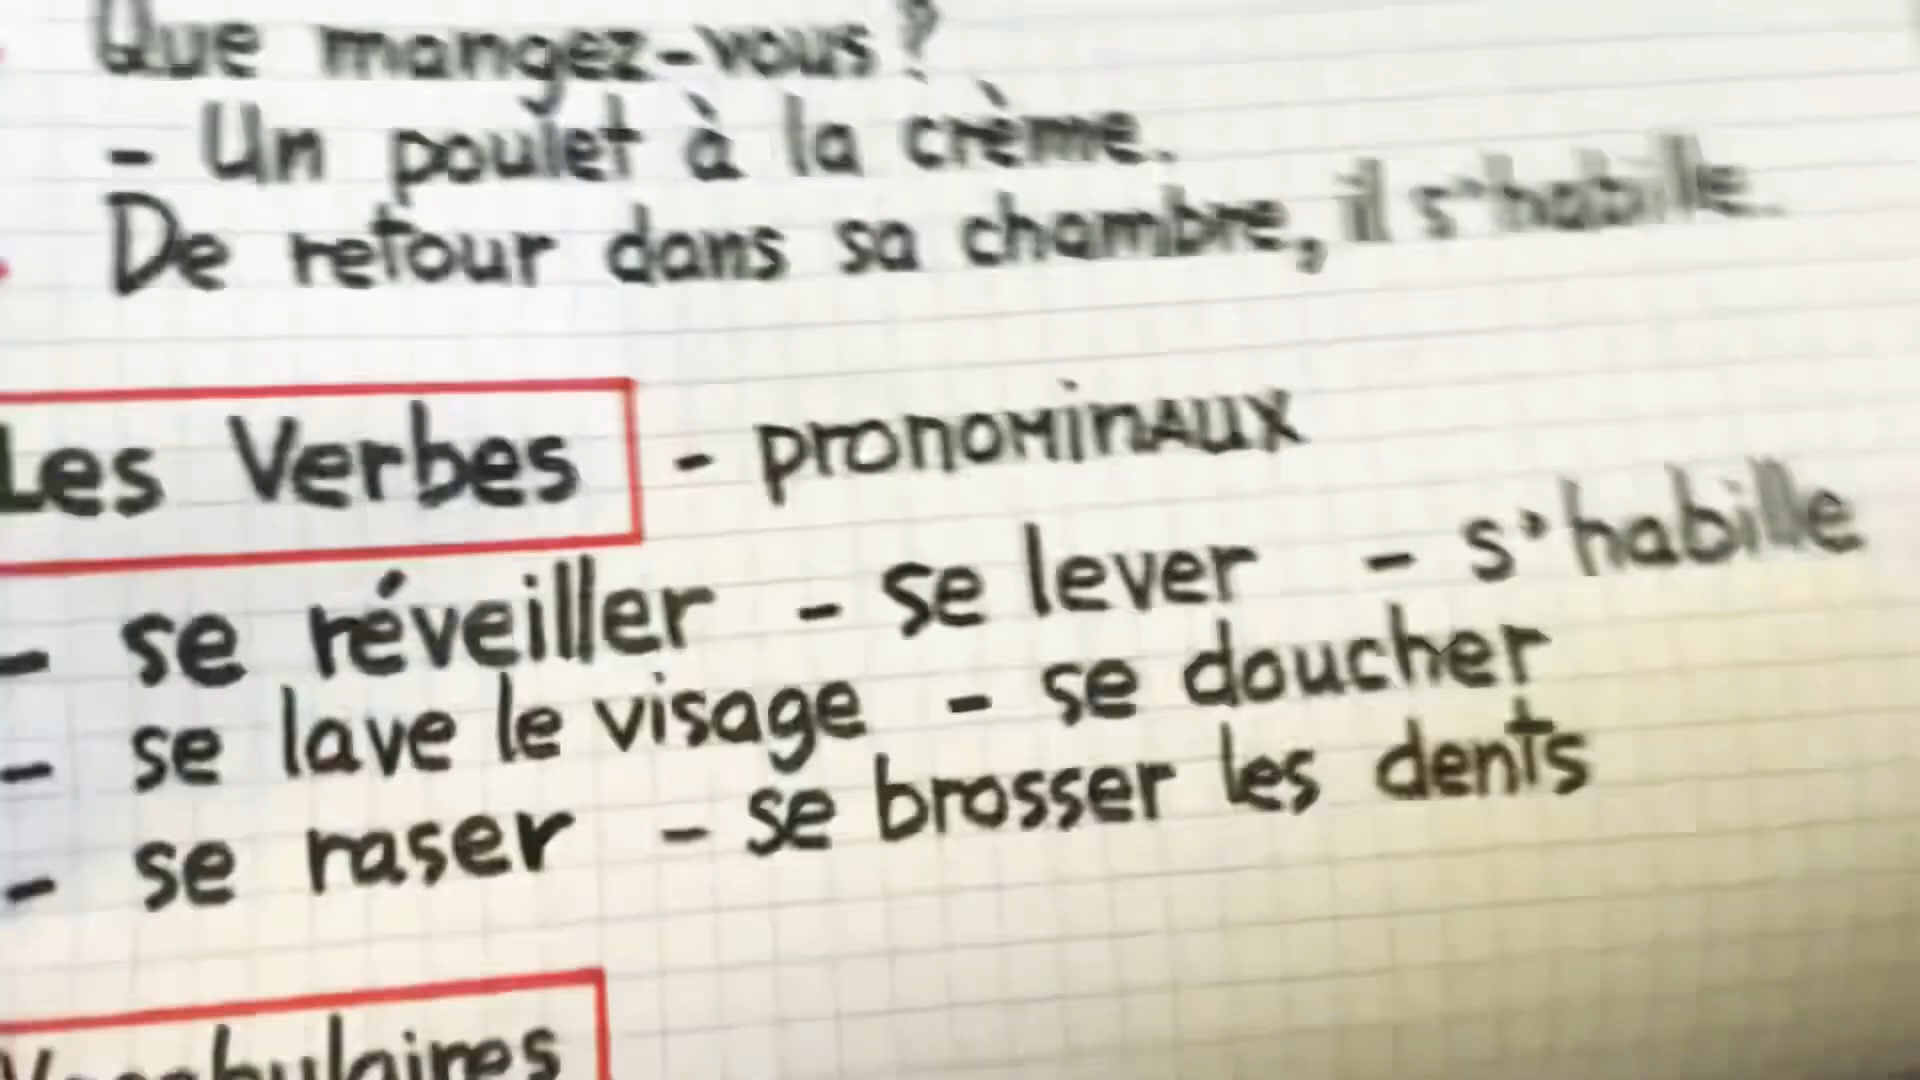 Que mangez-vous?
- Un poulet à la crème.
De retour dans sa chambre, il s'habille.
Les Verbes - pronominaux
- se réveiller - se lever - s'habille
- se lave le visage - se doucher
- se raser - se brosser les dents
Vocabulaires